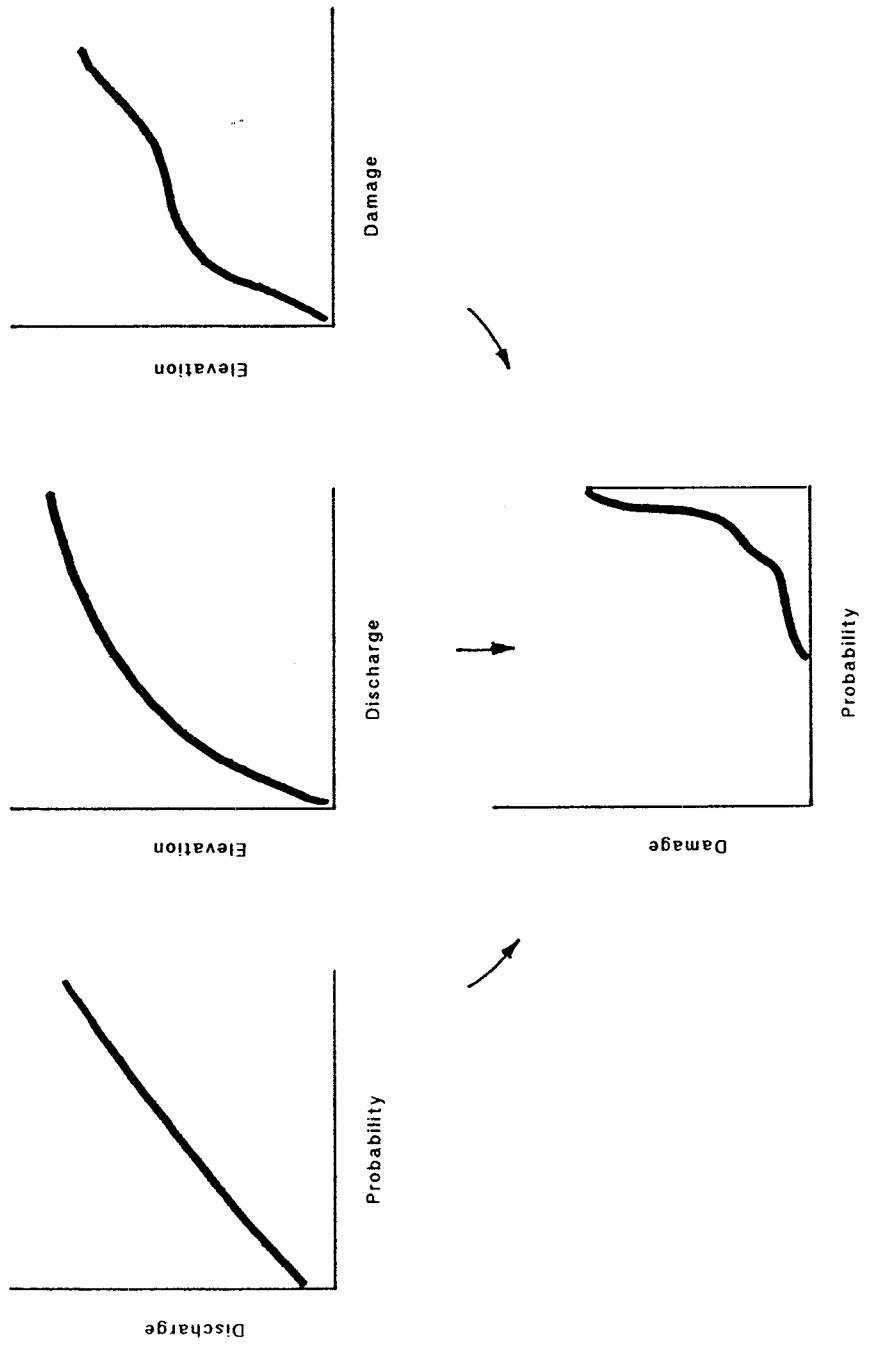 Discharge
Probability
Elevation
Discharge
Elevation
Damage
Damage
Probability